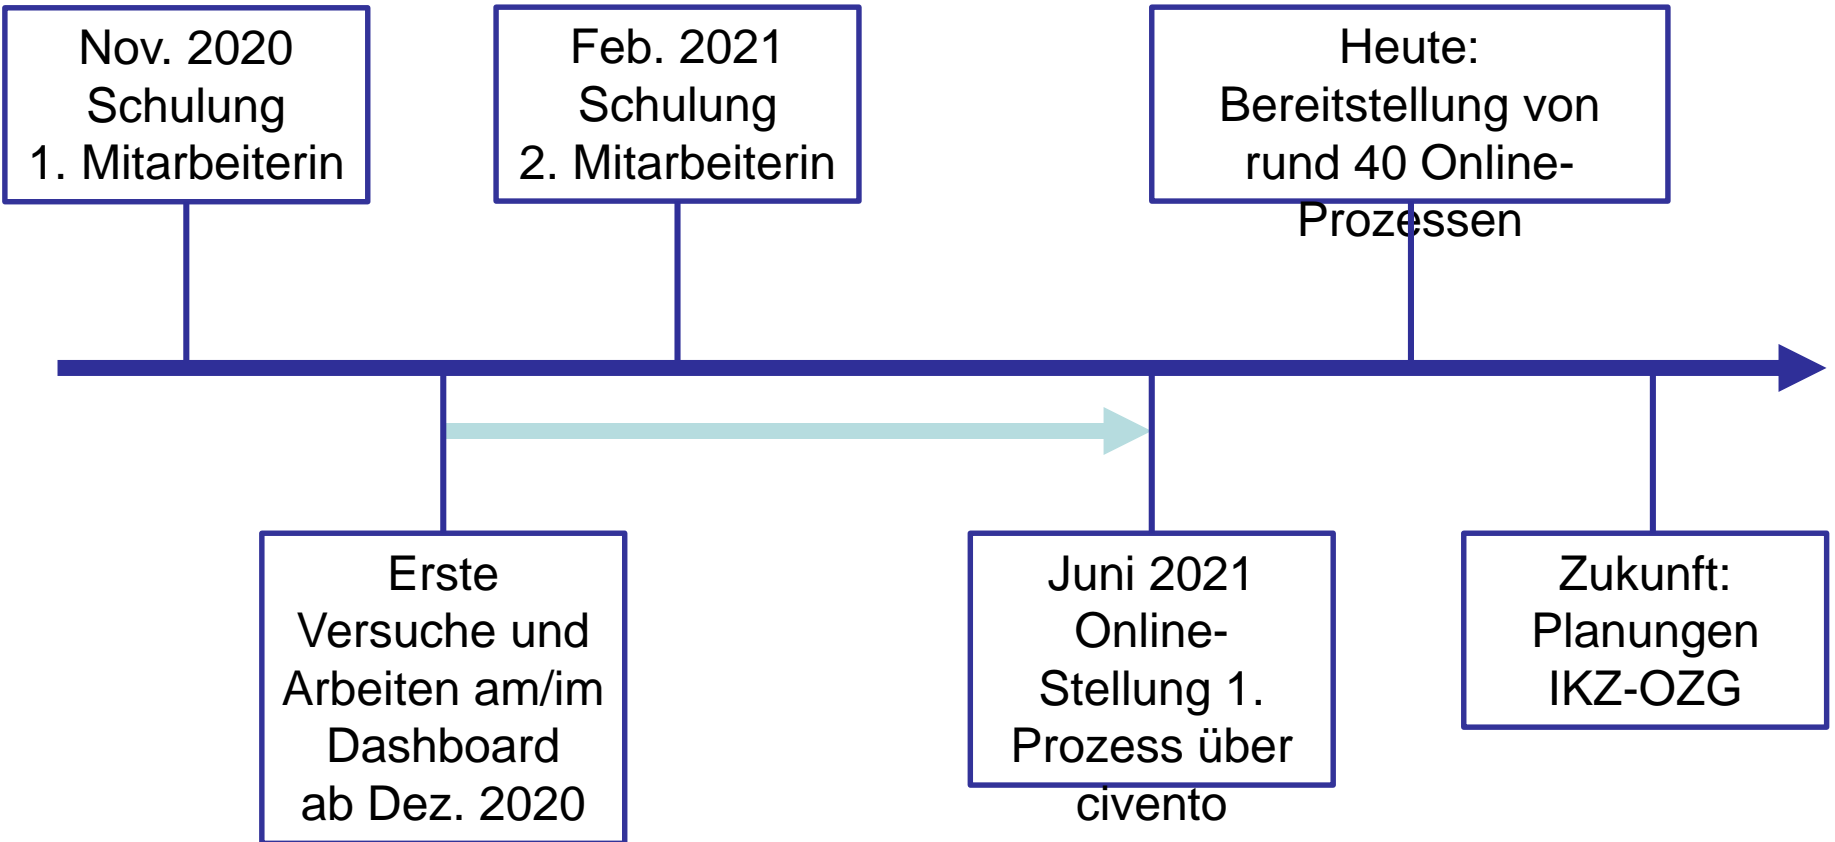 Nov. 2020
Schulung
1. Mitarbeiterin
Feb. 2021
Schulung
2. Mitarbeiterin
Heute:
Bereitstellung von
rund 40 Online-
Prozessen
Erste
Versuche und
Arbeiten am/im
Dashboard
ab Dez. 2020
Juni 2021
Online-
Stellung 1.
Prozess über
civento
Zukunft:
Planungen
IKZ-OZG